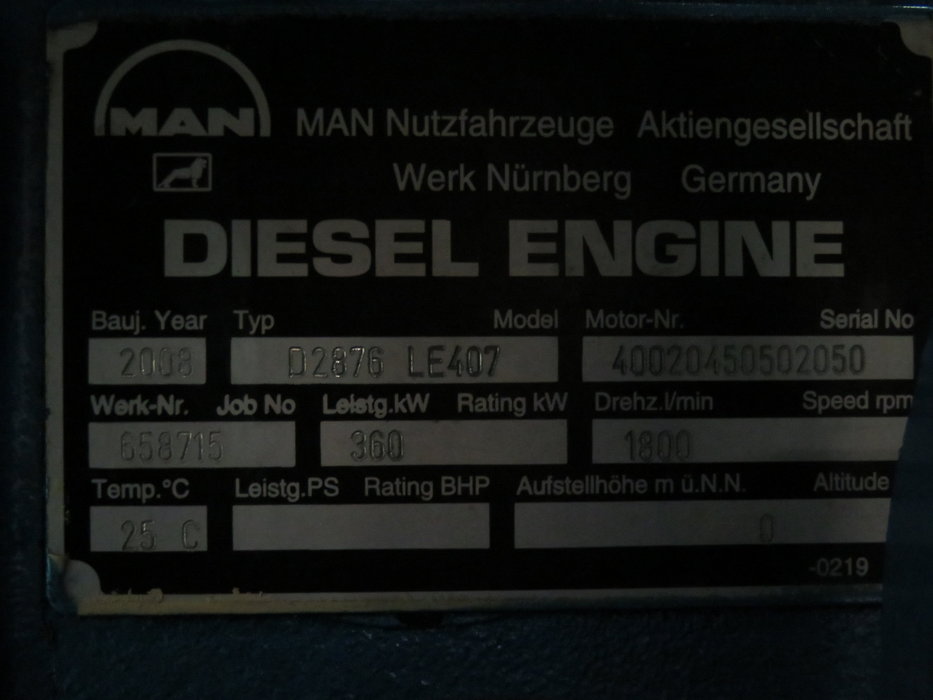 MAN
MAN Nutzfahrzeuge Aktiengesellschaft
Werk Nürnberg Germany
DIESEL ENGINE
Bauj. Year Typ Model Motor-Nr. Serial No
2008 D2876 LE407 40020450502050
Werk-Nr. Job No Leistg.kW Rating kW Drehz.l/min Speed rpm
658715 360 1800
Temp.°C Leistg.PS Rating BHP Aufstellhöhe m ü.N.N. Altitude
25 C 0
-0219